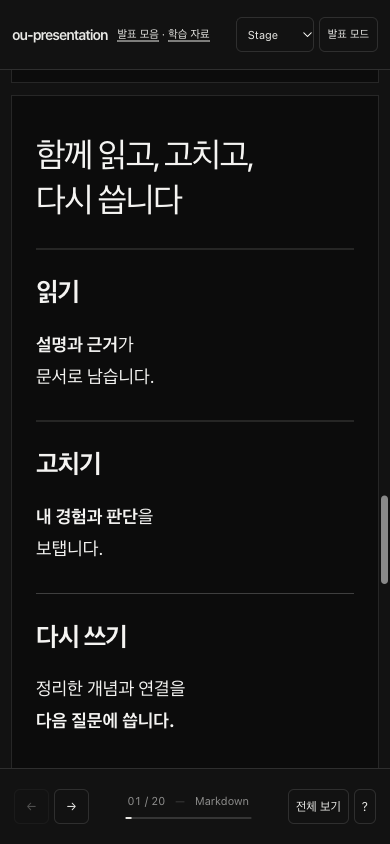 ou-presentation 발표 모음 · 학습 자료 Stage 발표 모드
함께 읽고, 고치고,
다시 씁니다
읽기
설명과 근거가
문서로 남습니다.
고치기
내 경험과 판단을
보탭니다.
다시 쓰기
정리한 개념과 연결을
다음 질문에 씁니다.
← → 01 / 20 — Markdown 전체 보기 ?